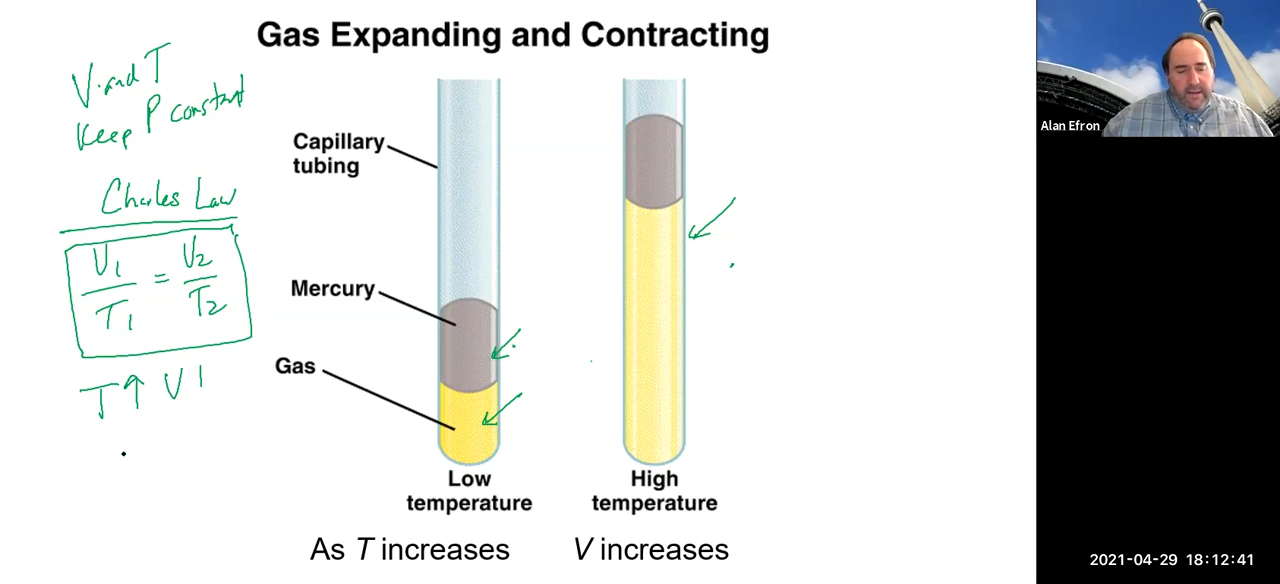 Gas Expanding and Contracting
V and T
Keep P constant
Charles Law
V1/T1 = V2/T2
T↑ V
Capillary
tubing
Mercury
Gas
Low
temperature
High
temperature
As T increases
V increases
Alan Efron
2021-04-29 18:12:41